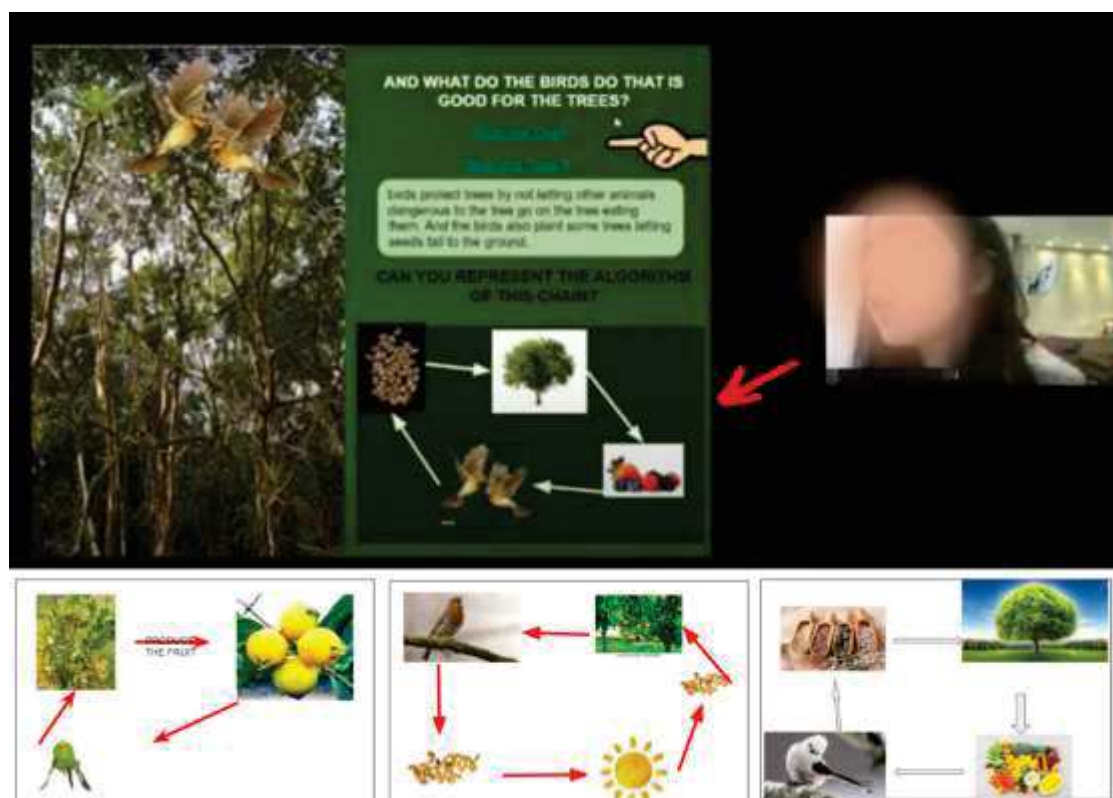 AND WHAT DO THE BIRDS DO THAT IS
GOOD FOR THE TREES?
birds protect trees by not letting other animals
dangerous to the tree go on the tree eating
them. And the birds also plant some trees letting
seeds fall to the ground.
CAN YOU REPRESENT THE ALGORITHM
OF THIS CHAIN?
PRODUCE
THE FRUIT